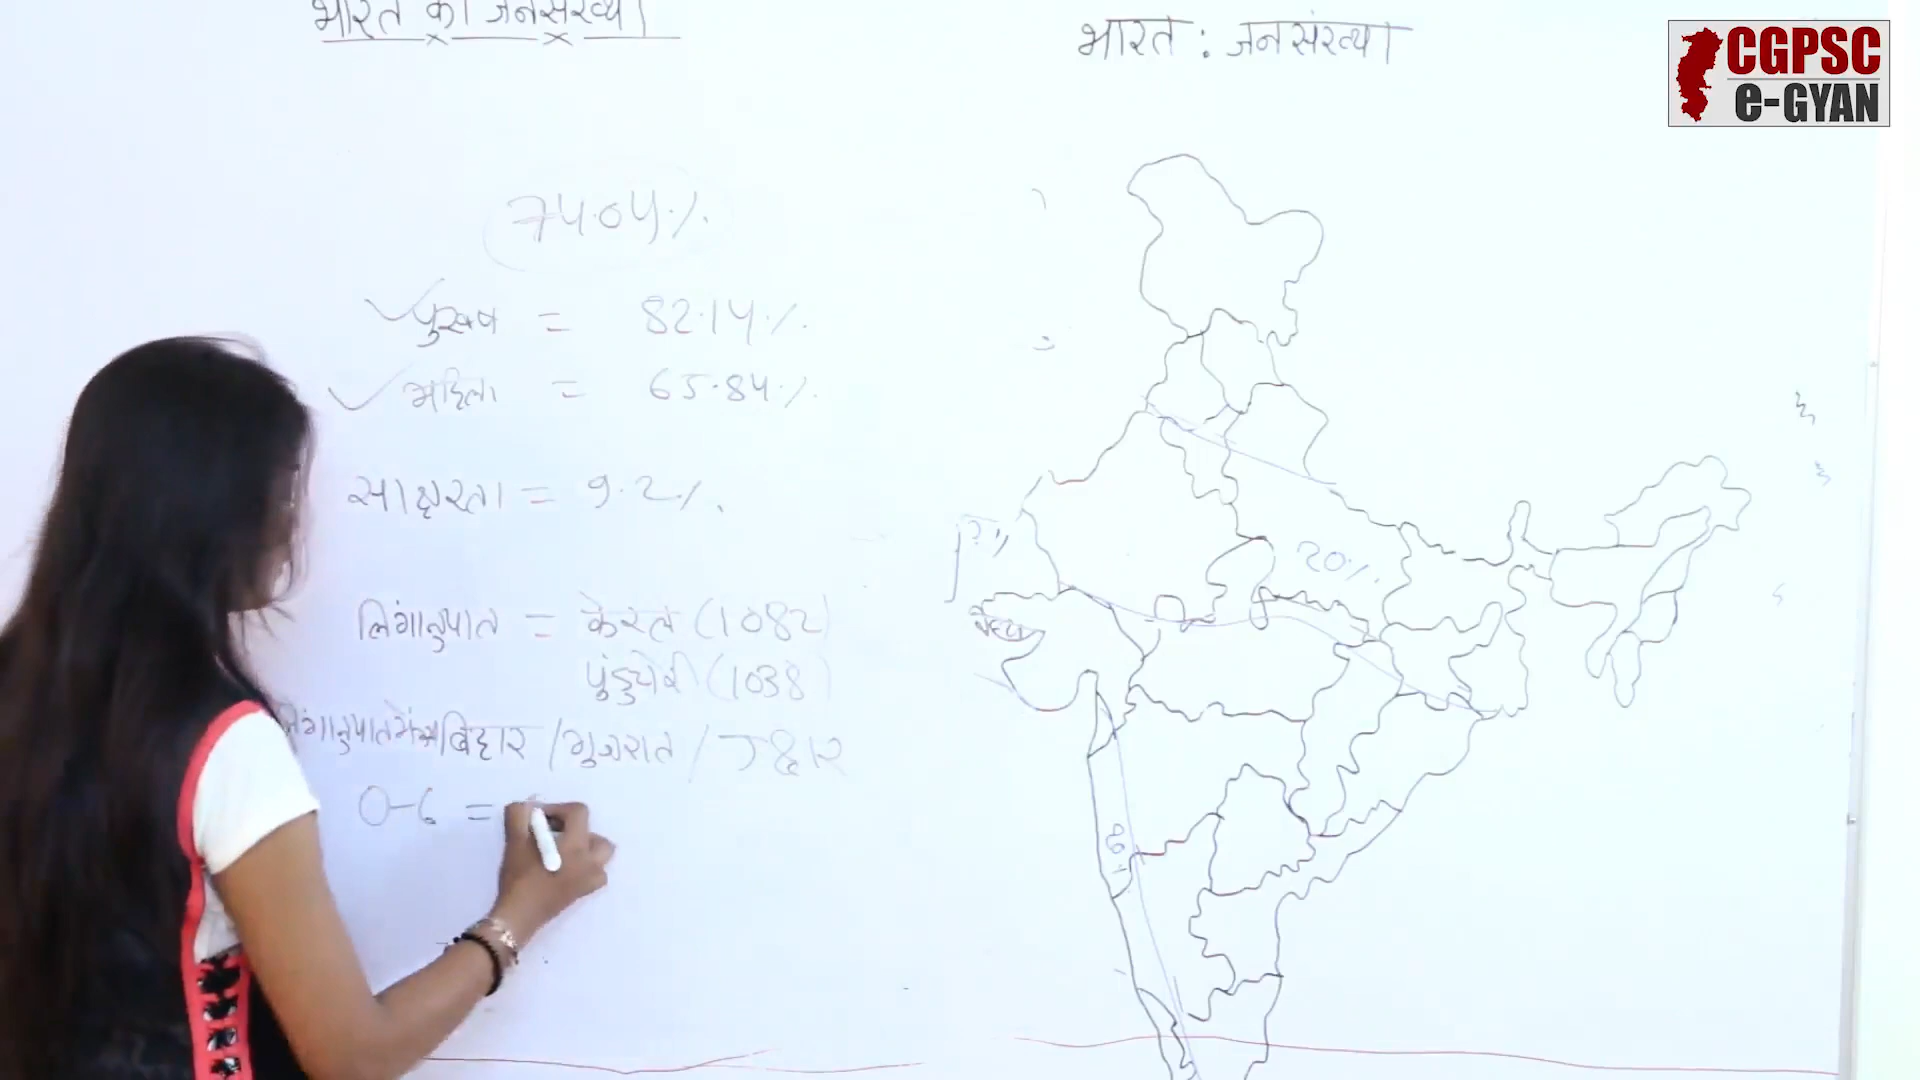 भारत की जनसंख्या
भारत : जनसंख्या
CGPSC
e-GYAN
74.04%
पुरुष = 82.14%
महिला = 65.84%
साक्षरता = 9.2%
लिंगानुपात = केरल (1082)
पुंडुचेरी (1038)
लिंगानुपात में बिहार / गुजरात /
0-6 =
20%